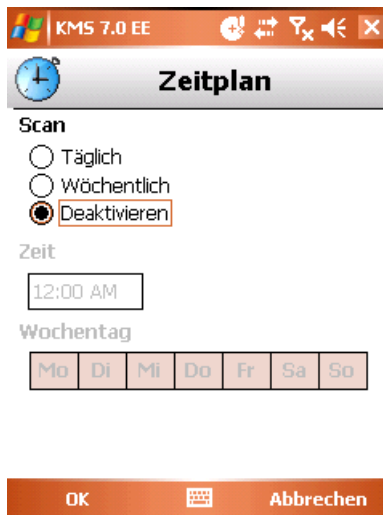 KMS 7.0 EE
Zeitplan
Scan
Täglich
Wöchentlich
Deaktivieren
Zeit
12:00 AM
Wochentag
Mo Di Mi Do Fr Sa So
OK Abbrechen